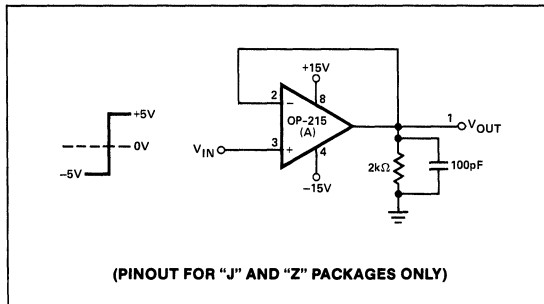 +15V
2
−
8
OP-215
(A)
+5V
0V
−5V
VIN
3
+
4
−15V
1
VOUT
2kΩ
100pF
(PINOUT FOR "J" AND "Z" PACKAGES ONLY)